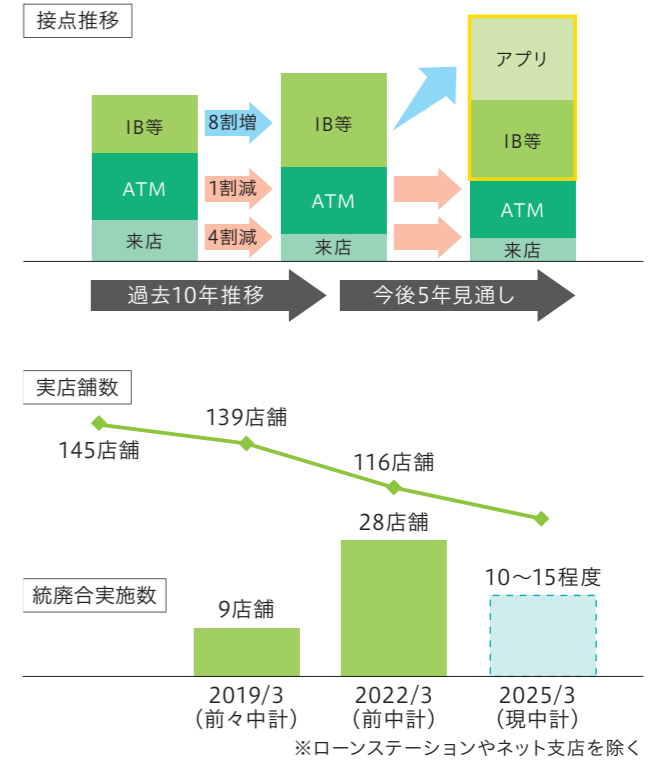 接点推移
アプリ
IB等
8割増
IB等
IB等
ATM
1割減
ATM
ATM
来店
4割減
来店
来店
過去10年推移
今後5年見通し
実店舗数
145店舗
139店舗
116店舗
統廃合実施数
9店舗
28店舗
10～15程度
2019/3
（前々中計）
2022/3
（前中計）
2025/3
（現中計）
※ローンステーションやネット支店を除く